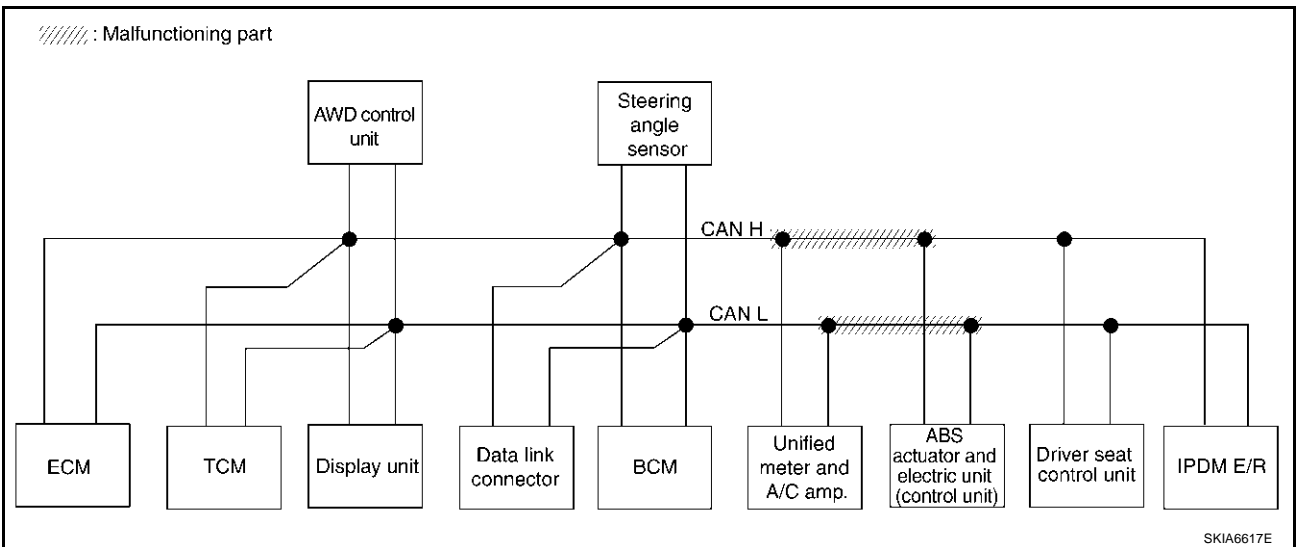 : Malfunctioning part
AWD control
unit
Steering
angle
sensor
CAN H
CAN L
ECM
TCM
Display unit
Data link
connector
BCM
Unified
meter and
A/C amp.
ABS
actuator and
electric unit
(control unit)
Driver seat
control unit
IPDM E/R
SKIA6617E